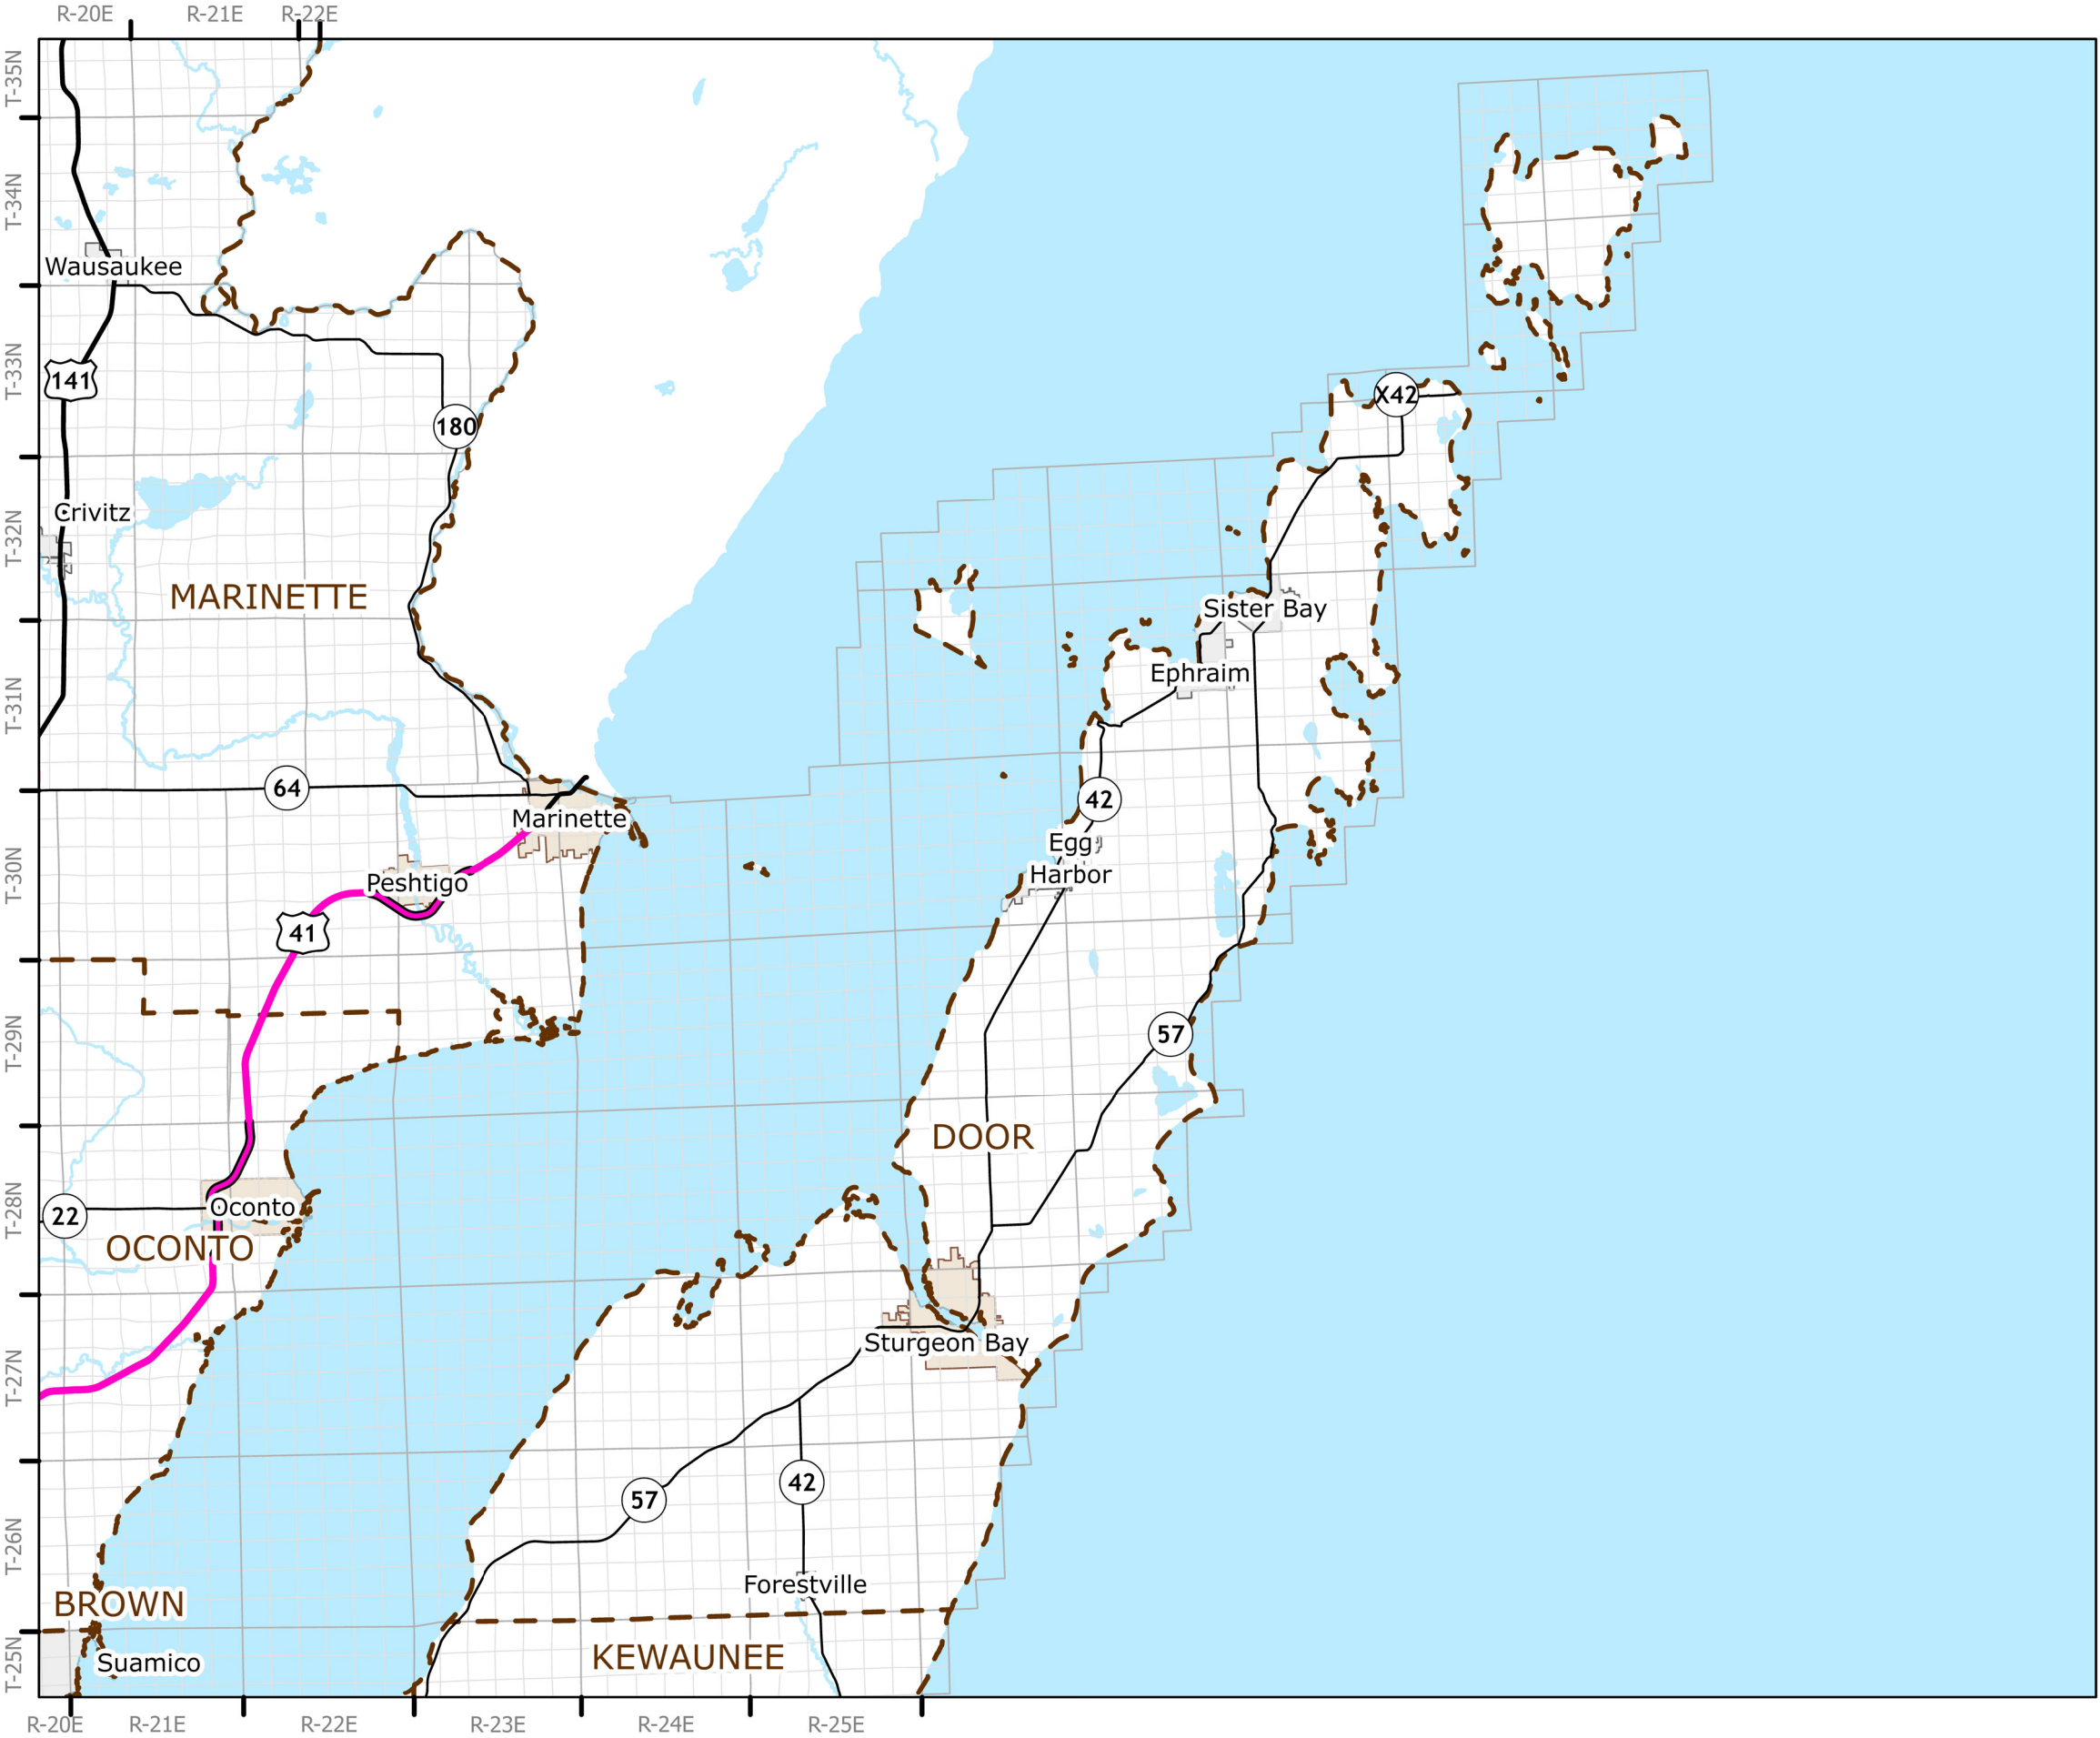 R-20E R-21E R-22E
T-35N
T-34N
Wausaukee
T-33N
141
X42
180
Crivitz
T-32N
MARINETTE
Sister Bay
Ephraim
T-31N
64
42
Marinette
Egg
Harbor
T-30N
Peshtigo
41
T-29N
57
DOOR
T-28N
Oconto
22
OCONTO
Sturgeon Bay
T-27N
42
57
T-26N
Forestville
BROWN
KEWAUNEE
Suamico
T-25N
R-20E R-21E R-22E R-23E R-24E R-25E